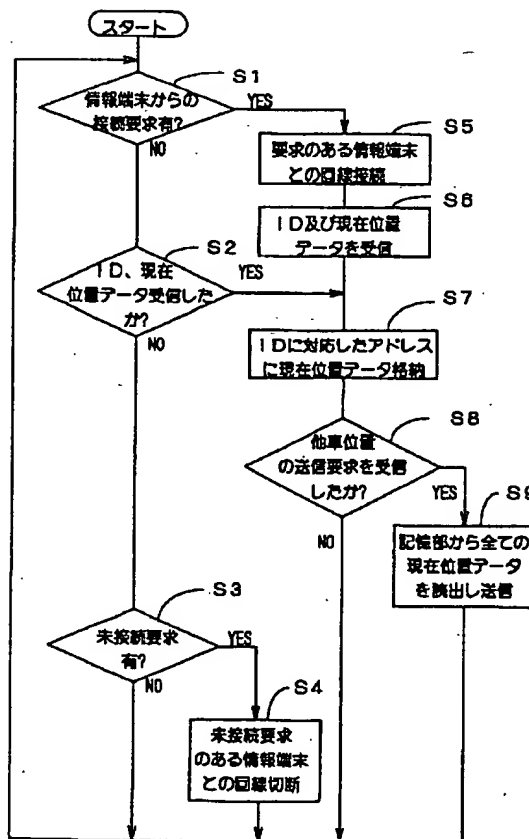 スタート
S1
情報端末からの
接続要求有?
YES
NO
S5
要求のある情報端末
との回線接続
S6
ID及び現在位置
データを受信
S2
ID、現在
位置データ受信した
か?
YES
NO
S7
IDに対応したアドレス
に現在位置データ格納
S8
他車位置
の送信要求を受信
したか?
YES
NO
S9
記憶部から全ての
現在位置データ
を読出し送信
S3
未接続要求
有?
YES
NO
S4
未接続要求
のある情報端末
との回線切断